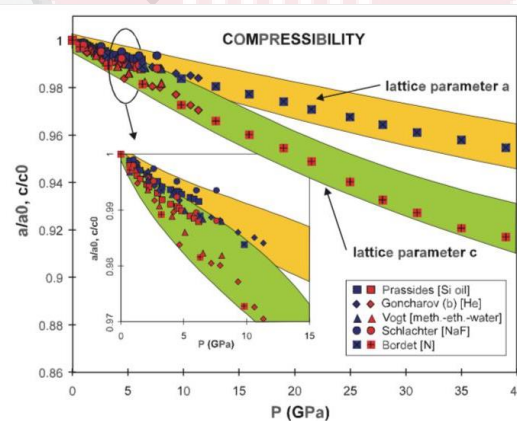 COMPRESSIBILITY
a/a0, c/c0
1
0.98
0.96
0.94
0.92
0.9
0.88
0.86
lattice parameter a
lattice parameter c
a/a0, c/c0
1
0.99
0.98
0.97
0
5
10
15
P (GPa)
Prassides [Si oil]
Goncharov (b) [He]
Vogt [meth.-eth.-water]
Schlachter [NaF]
Bordet [N]
0
5
10
15
20
25
30
35
40
P (GPa)